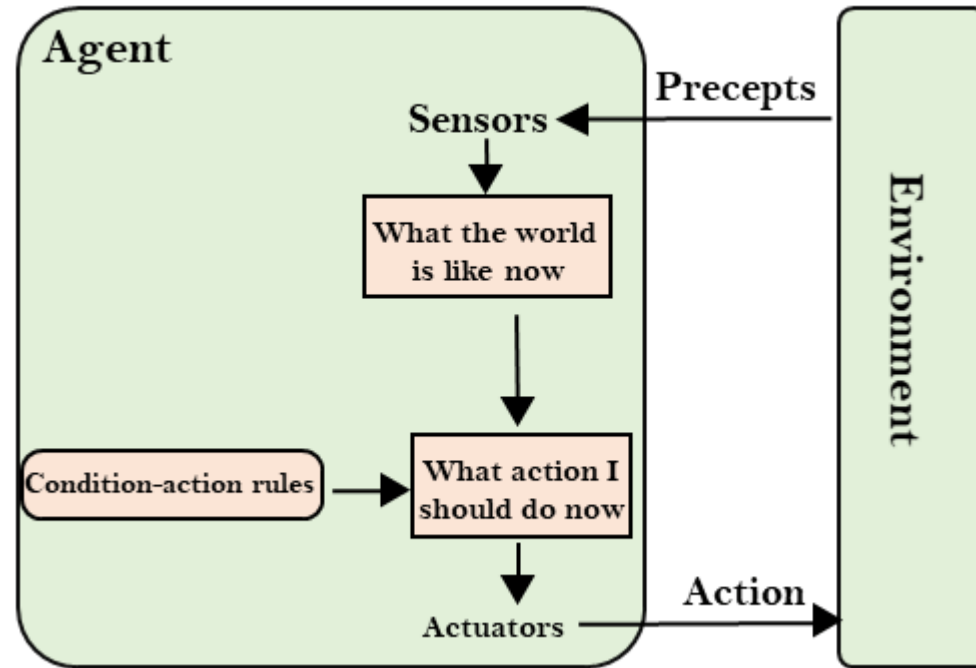 Agent
Precepts
Sensors
What the world
is like now
Environment
Condition-action rules
What action I
should do now
Action
Actuators